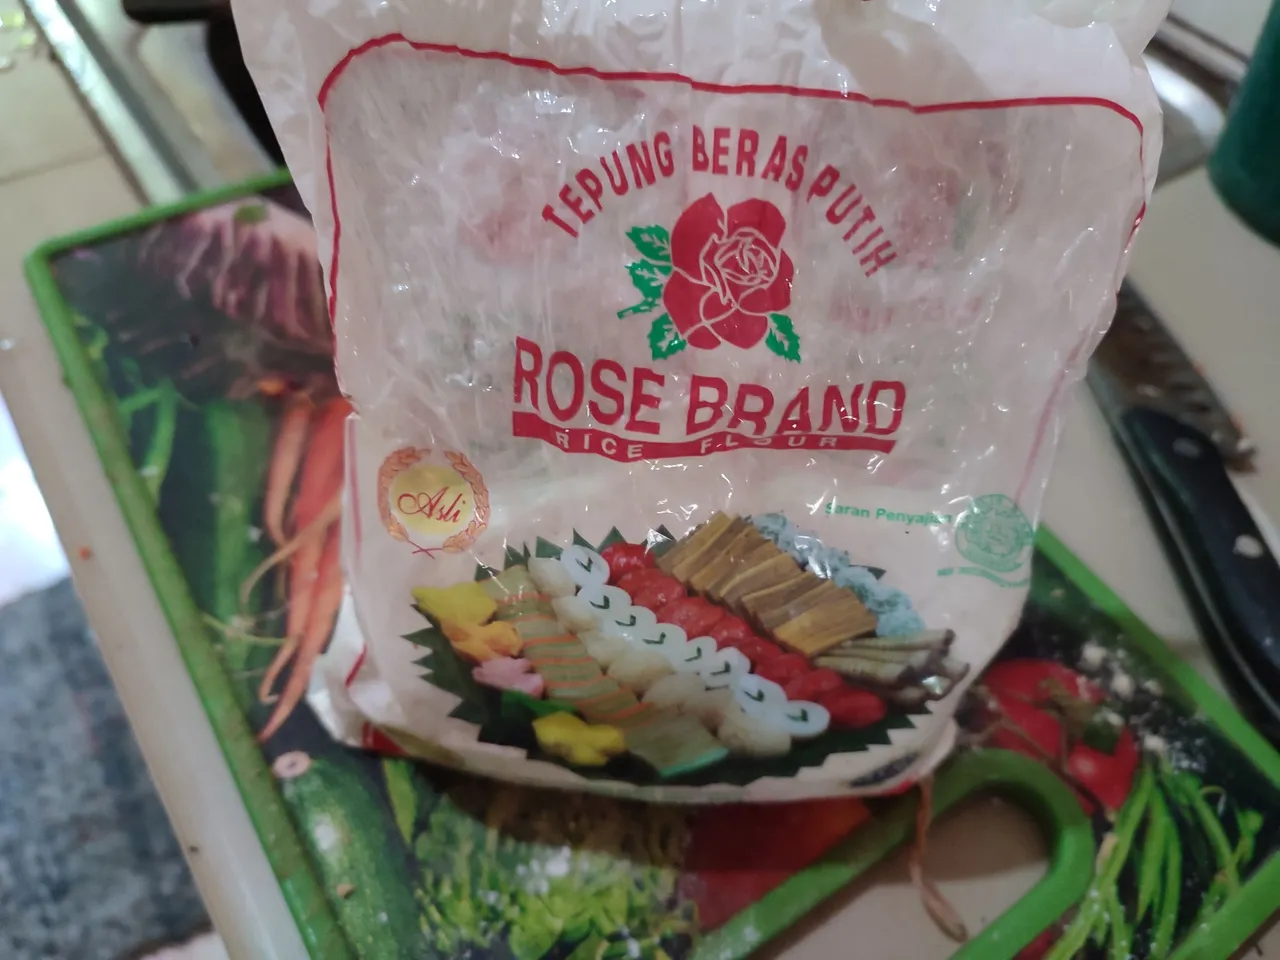 TEPUNG BERAS PUTIH
ROSE BRAND
RICE FLOUR
Asli
Saran Penyajian